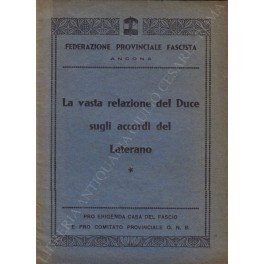 FEDERAZIONE PROVINCIALE FASCISTA
ANCONA
La vasta relazione del Duce
sugli accordi del
Laterano
*
PRO ERIGENDA CASA DEL FASCIO
E PRO COMITATO PROVINCIALE O. N. B.